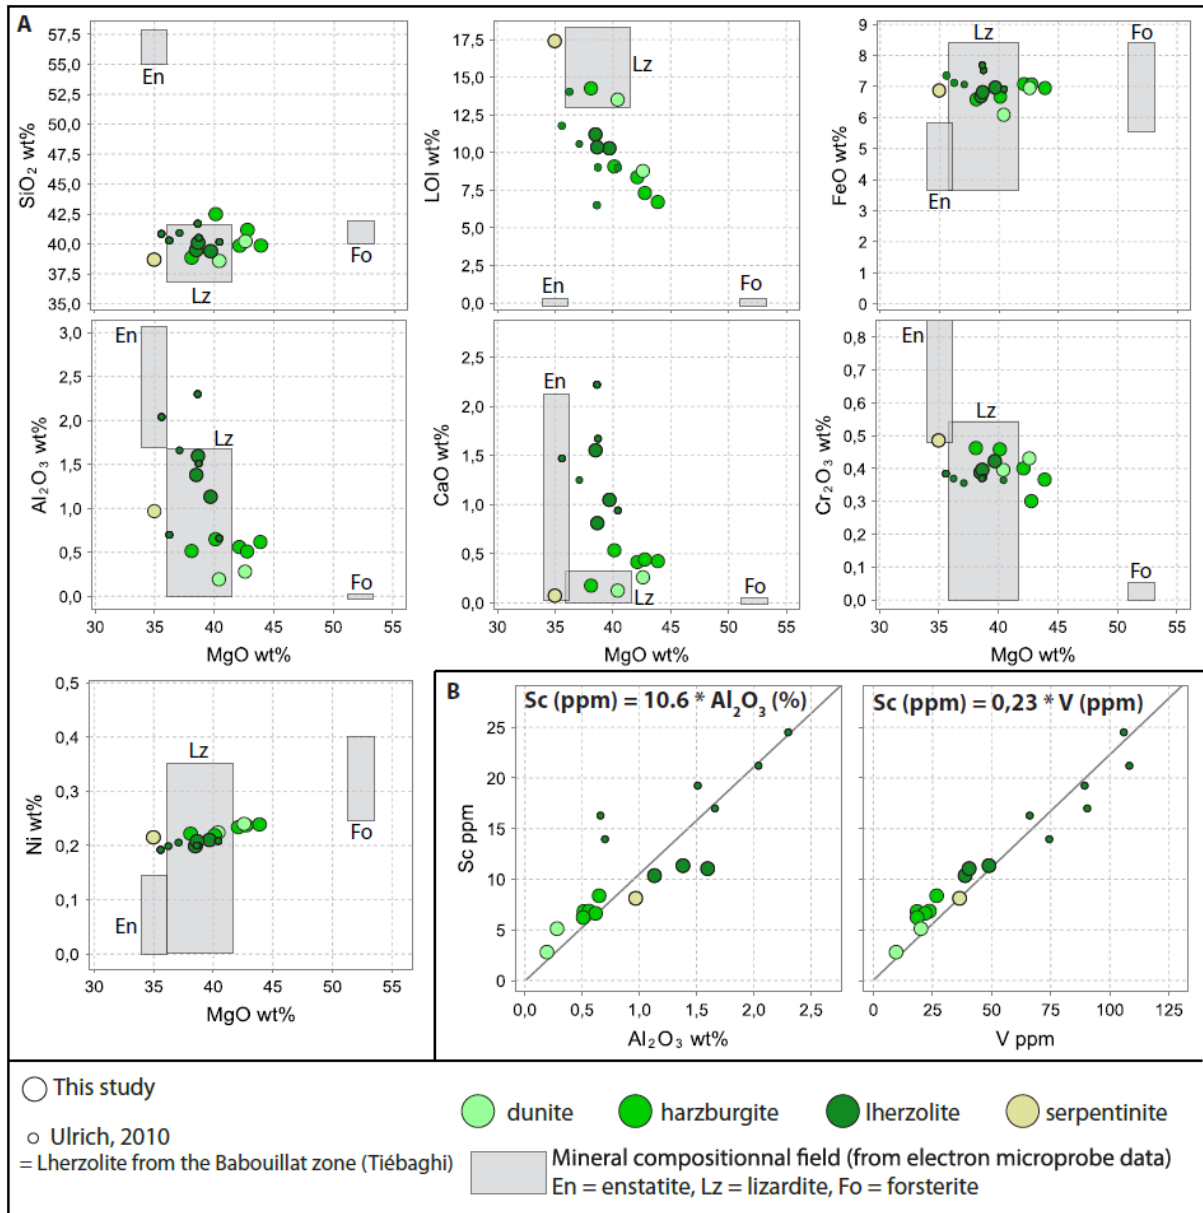 A
SiO2 wt%
57,5
55,0
52,5
50,0
47,5
45,0
42,5
40,0
37,5
35,0
En
Lz
Fo
LOI wt%
17,5
15,0
12,5
10,0
7,5
5,0
2,5
0,0
Lz
En
Fo
FeO wt%
9
8
7
6
5
4
3
2
1
0
Lz
Fo
En
Al2O3 wt%
3,0
2,5
2,0
1,5
1,0
0,5
0,0
En
Lz
Fo
30 35 40 45 50 55
MgO wt%
CaO wt%
2,5
2,0
1,5
1,0
0,5
0,0
En
Lz
Fo
30 35 40 45 50 55
MgO wt%
Cr2O3 wt%
0,8
0,7
0,6
0,5
0,4
0,3
0,2
0,1
0,0
En
Lz
Fo
30 35 40 45 50 55
MgO wt%
Ni wt%
0,5
0,4
0,3
0,2
0,1
0,0
Lz
Fo
En
30 35 40 45 50 55
MgO wt%
B
Sc (ppm) = 10.6 * Al2O3 (%)
Sc ppm
25
20
15
10
5
0
0,0 0,5 1,0 1,5 2,0 2,5
Al2O3 wt%
Sc (ppm) = 0,23 * V (ppm)
0 25 50 75 100 125
V ppm
This study
Ulrich, 2010
= Lherzolite from the Babouillat zone (Tiébaghi)
dunite harzburgite lherzolite serpentinite
Mineral compositionnal field (from electron microprobe data)
En = enstatite, Lz = lizardite, Fo = forsterite